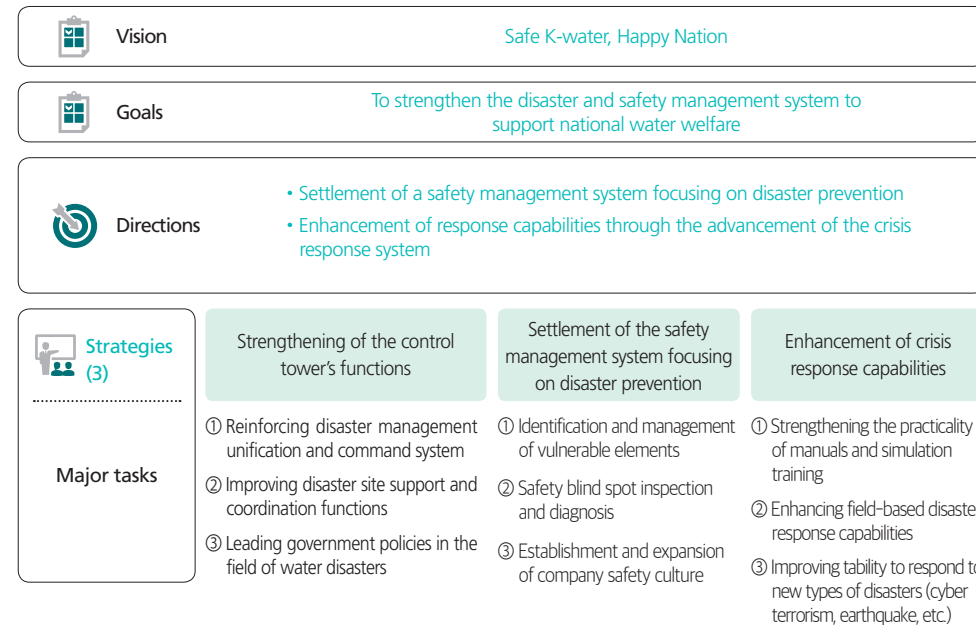 Vision
Safe K-water, Happy Nation
Goals
To strengthen the disaster and safety management system to
support national water welfare
Directions
• Settlement of a safety management system focusing on disaster prevention
• Enhancement of response capabilities through the advancement of the crisis
response system
Strategies
(3)
Strengthening of the control
tower's functions
Settlement of the safety
management system focusing
on disaster prevention
Enhancement of crisis
response capabilities
Major tasks
① Reinforcing disaster management
unification and command system
② Improving disaster site support and
coordination functions
③ Leading government policies in the
field of water disasters
① Identification and management
of vulnerable elements
② Safety blind spot inspection
and diagnosis
③ Establishment and expansion
of company safety culture
① Strengthening the practicality
of manuals and simulation
training
② Enhancing field-based disaste
response capabilities
③ Improving tability to respond to
new types of disasters (cyber
terrorism, earthquake, etc.)